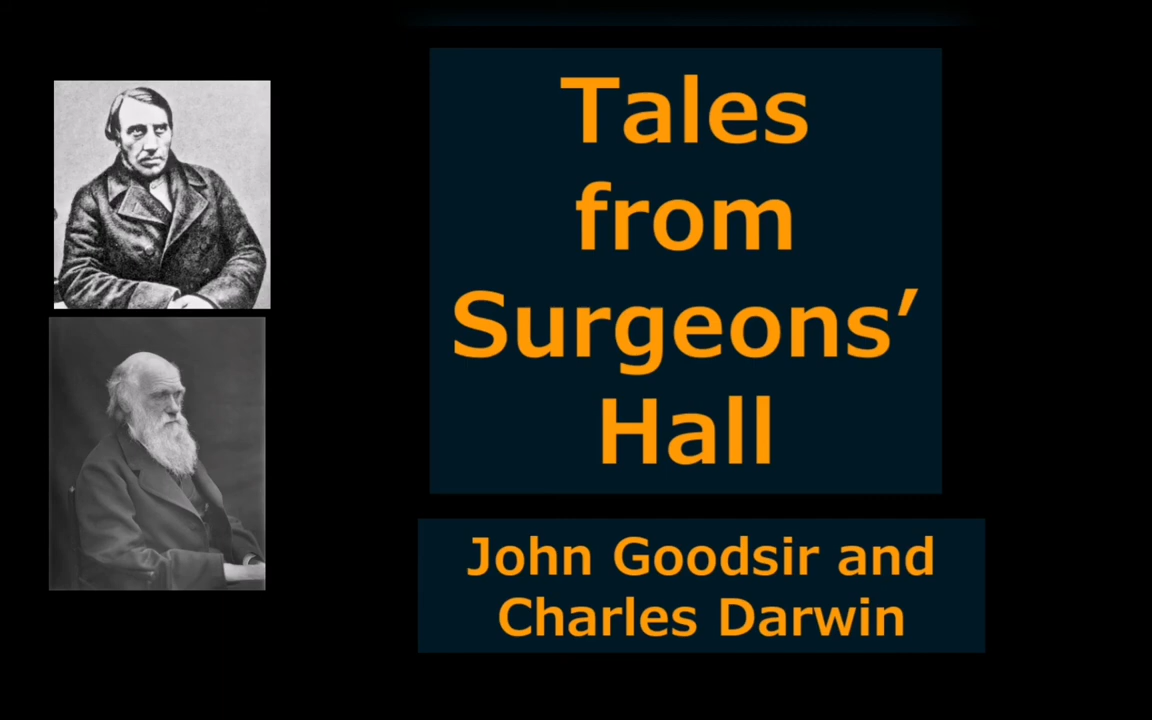 Tales
from
Surgeons’
Hall
John Goodsir and
Charles Darwin